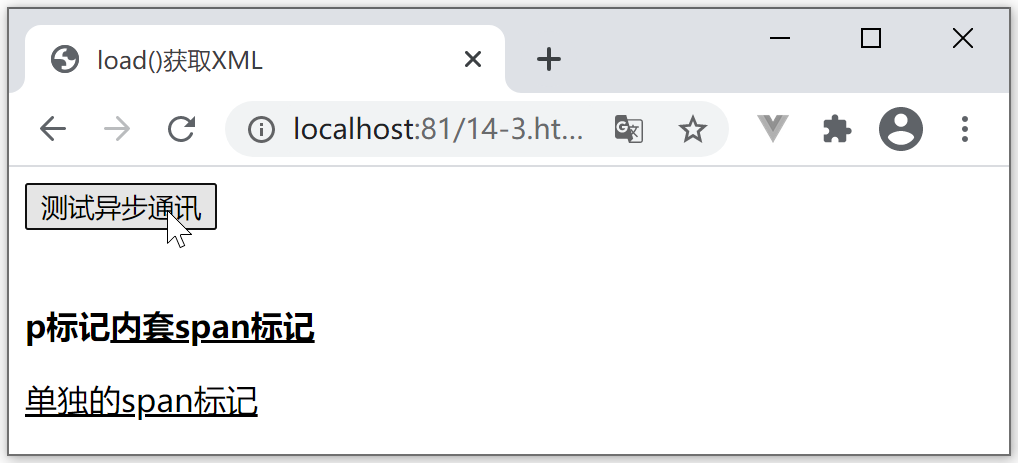 load()获取XML
localhost:81/14-3.ht...
测试异步通讯
p标记内套span标记
单独的span标记